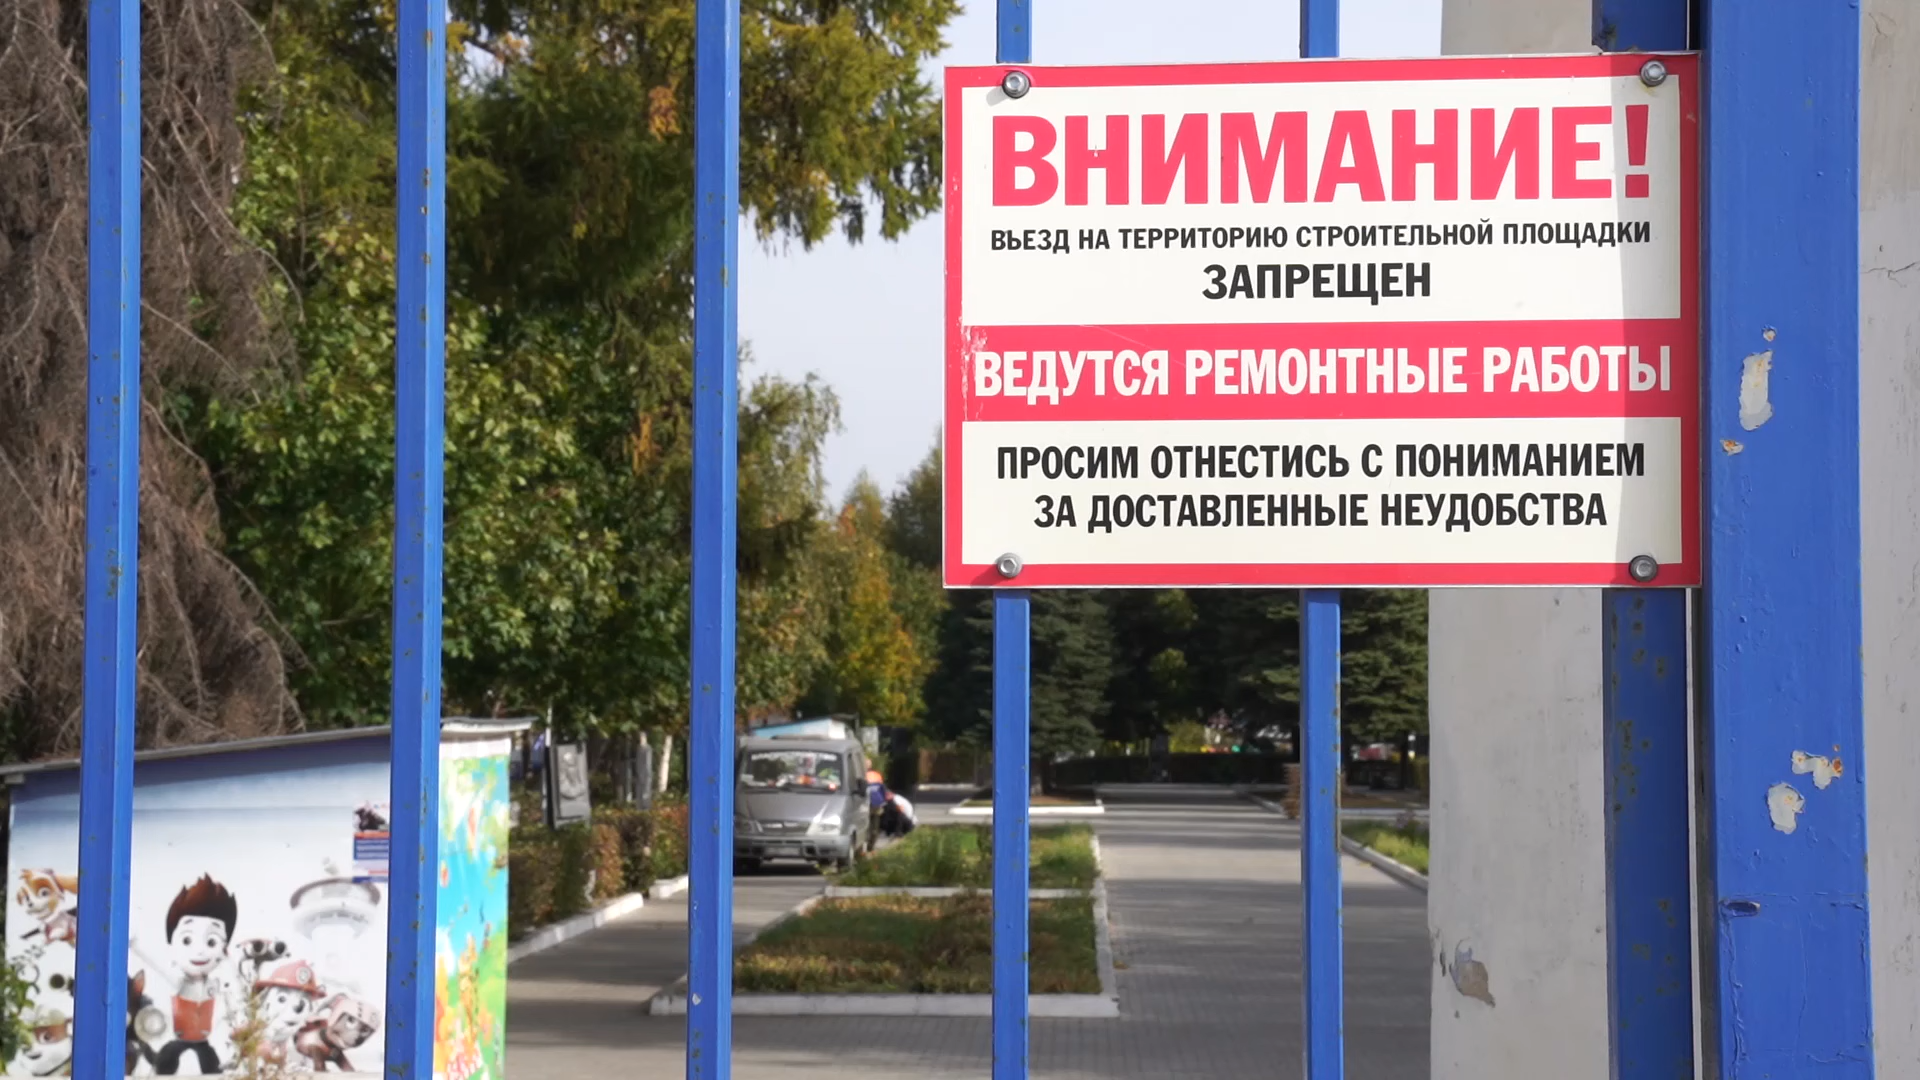 ВНИМАНИЕ!
ВЪЕЗД НА ТЕРРИТОРИЮ СТРОИТЕЛЬНОЙ ПЛОЩАДКИ
ЗАПРЕЩЕН
ВЕДУТСЯ РЕМОНТНЫЕ РАБОТЫ
ПРОСИМ ОТНЕСТИСЬ С ПОНИМАНИЕМ
ЗА ДОСТАВЛЕННЫЕ НЕУДОБСТВА